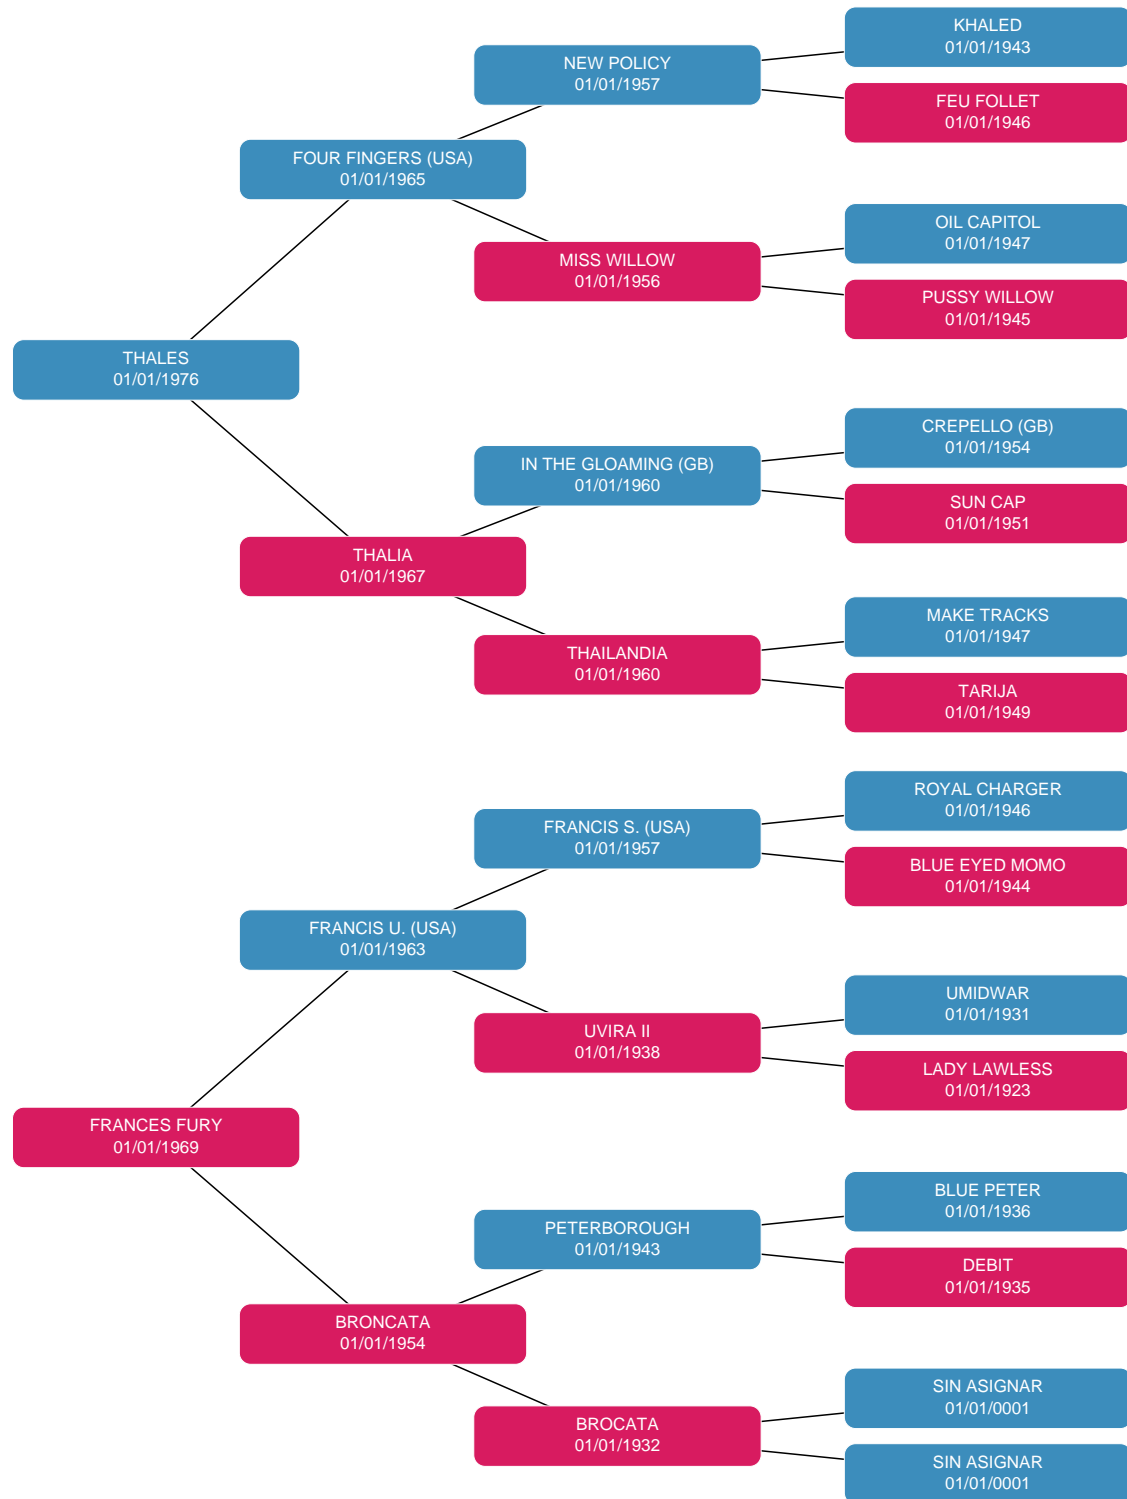 KHALED
01/01/1943
NEW POLICY
01/01/1957
FEU FOLLET
01/01/1946
FOUR FINGERS (USA)
01/01/1965
OIL CAPITOL
01/01/1947
MISS WILLOW
01/01/1956
PUSSY WILLOW
01/01/1945
THALES
01/01/1976
CREPELLO (GB)
01/01/1954
IN THE GLOAMING (GB)
01/01/1960
SUN CAP
01/01/1951
THALIA
01/01/1967
MAKE TRACKS
01/01/1947
THAILANDIA
01/01/1960
TARIJA
01/01/1949
ROYAL CHARGER
01/01/1946
FRANCIS S. (USA)
01/01/1957
BLUE EYED MOMO
01/01/1944
FRANCIS U. (USA)
01/01/1963
UMIDWAR
01/01/1931
UVIRA II
01/01/1938
LADY LAWLESS
01/01/1923
FRANCES FURY
01/01/1969
BLUE PETER
01/01/1936
PETERBOROUGH
01/01/1943
DEBIT
01/01/1935
BRONCATA
01/01/1954
SIN ASIGNAR
01/01/0001
BROCATA
01/01/1932
SIN ASIGNAR
01/01/0001